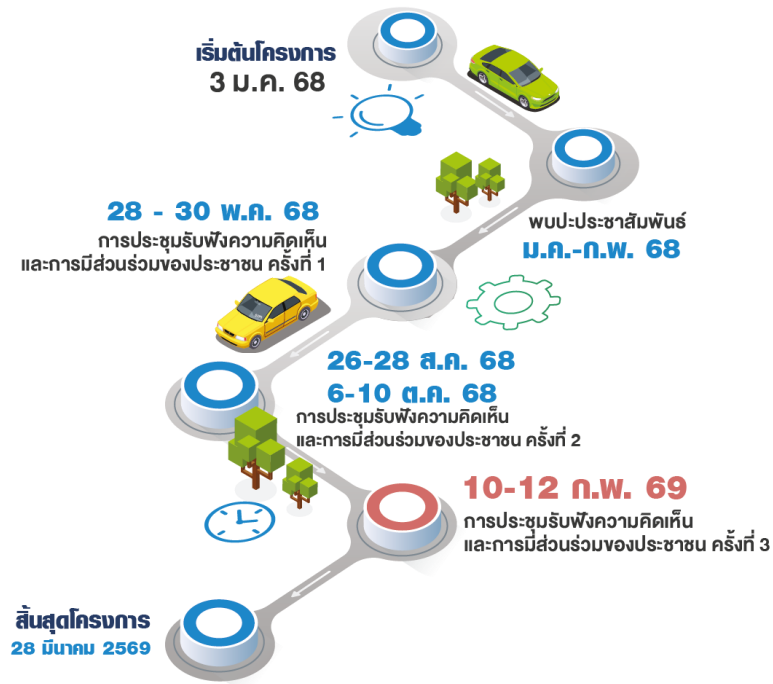 เริ่มต้นโครงการ
3 ม.ค. 68
พบปะประชาสัมพันธ์
ม.ค.-ก.พ. 68
28 - 30 พ.ค. 68
การประชุมรับฟังความคิดเห็น
และการมีส่วนร่วมของประชาชน ครั้งที่ 1
26-28 ส.ค. 68
6-10 ต.ค. 68
การประชุมรับฟังความคิดเห็น
และการมีส่วนร่วมของประชาชน ครั้งที่ 2
10-12 ก.พ. 69
การประชุมรับฟังความคิดเห็น
และการมีส่วนร่วมของประชาชน ครั้งที่ 3
สิ้นสุดโครงการ
28 มีนาคม 2569